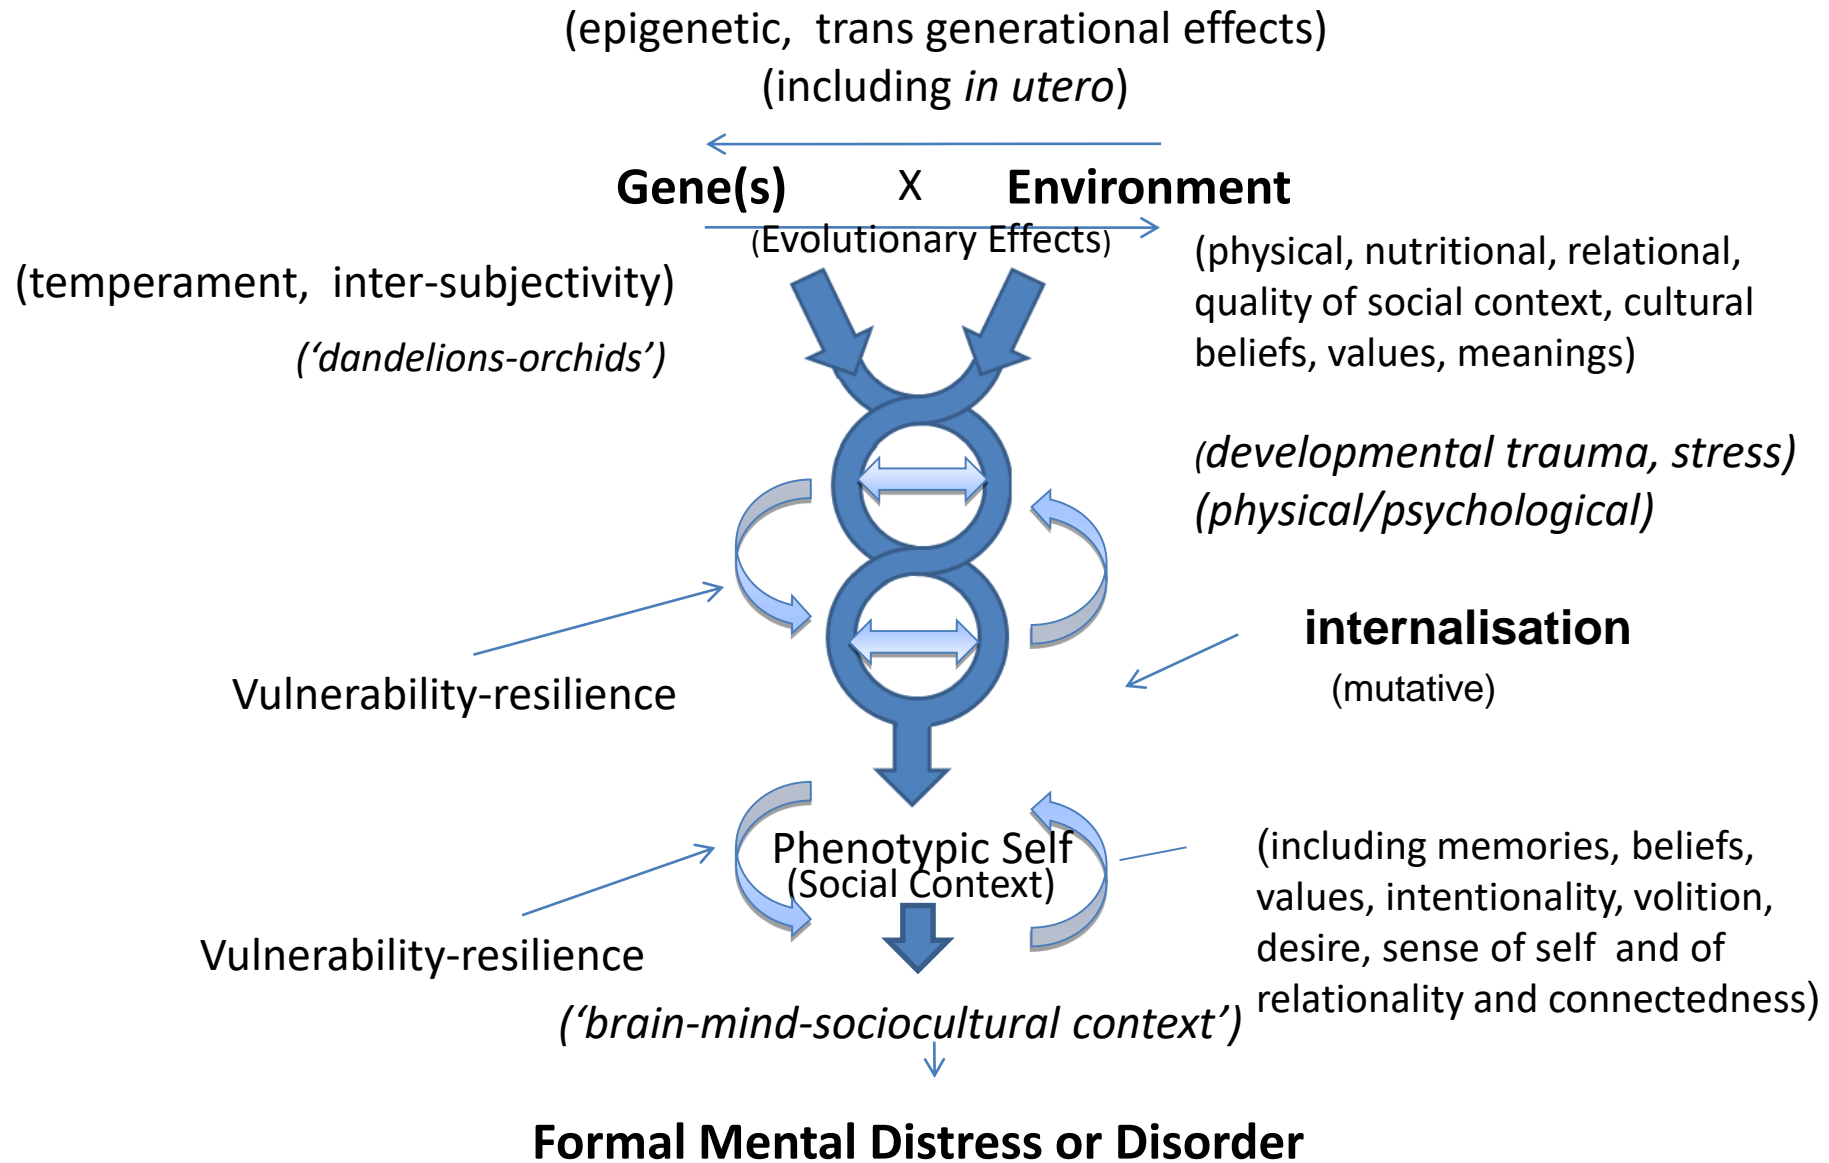 (epigenetic,  trans generational effects)
(including in utero)
Gene(s) X Environment
(Evolutionary Effects)
(temperament,  inter-subjectivity)
(‘dandelions-orchids’)
(physical, nutritional, relational,
quality of social context, cultural
beliefs, values, meanings)
(developmental trauma, stress)
(physical/psychological)
internalisation
(mutative)
Vulnerability-resilience
Phenotypic Self
(Social Context)
(including memories, beliefs,
values, intentionality, volition,
desire, sense of self  and of
relationality and connectedness)
Vulnerability-resilience
(‘brain-mind-sociocultural context’)
Formal Mental Distress or Disorder